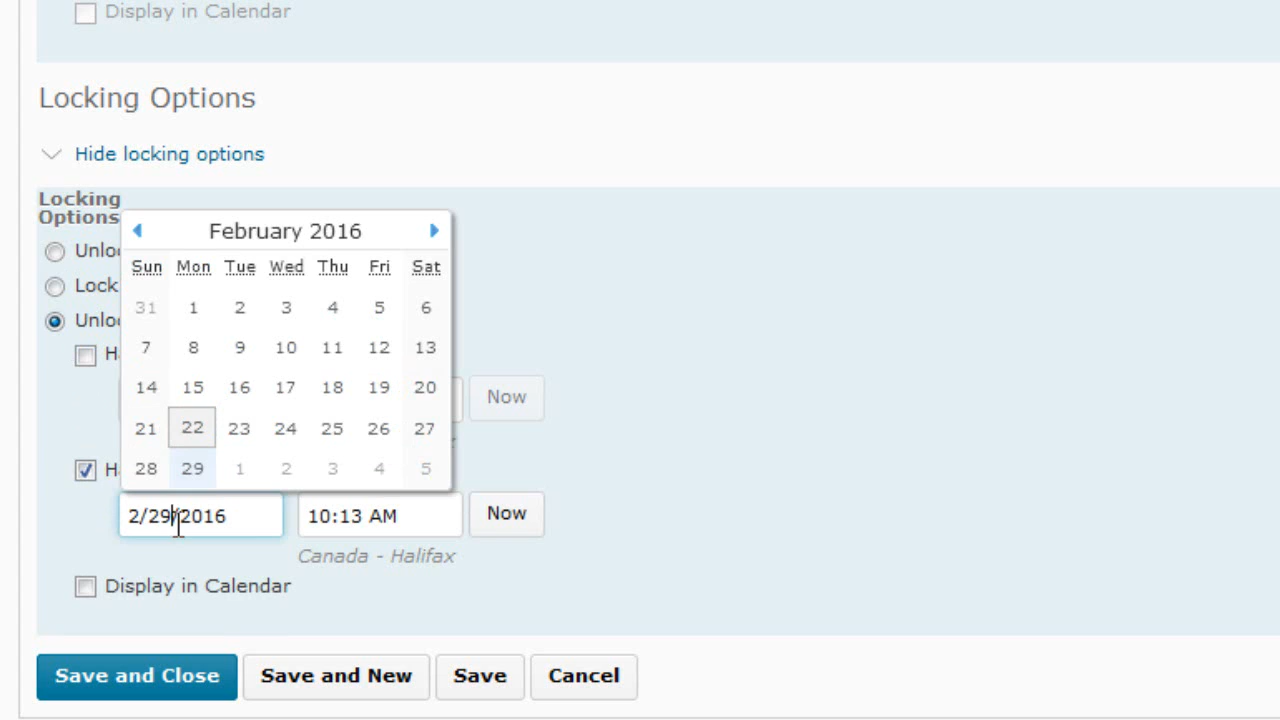 Display in Calendar
Locking Options
Hide locking options
Locking
Options
February 2016
Sun Mon Tue Wed Thu Fri Sat
31 1 2 3 4 5 6
7 8 9 10 11 12 13
14 15 16 17 18 19 20
21 22 23 24 25 26 27
28 29 1 2 3 4 5
Lock
Now
2/29/2016 10:13 AM Now
Canada - Halifax
Display in Calendar
Save and Close Save and New Save Cancel